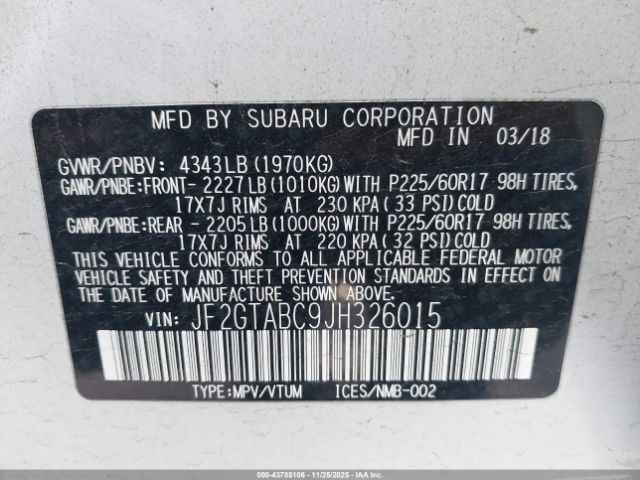 MFD BY SUBARU CORPORATION
MFD IN 03/18
GVWR/PNBV: 4343LB (1970KG)
GAWR/PNBE:FRONT- 2227LB(1010KG)WITH P225/60R17 98H TIRES,
17X7J RIMS AT 230 KPA(33 PSI)COLD
GAWR/PNBE:REAR - 2205LB(1000KG)WITH P225/60R17 98H TIRES,
17X7J RIMS AT 220 KPA(32 PSI)COLD
THIS VEHICLE CONFORMS TO ALL APPLICABLE FEDERAL MOTOR
VEHICLE SAFETY AND THEFT PREVENTION STANDARDS IN EFFECT ON
THE DATE OF MANUFACTURE SHOWN ABOVE.
VIN: JF2GTABC9JH326015
TYPE:MPV/VTUM ICES/NMB-002
000-43785106 - 11/25/2025 - COPART